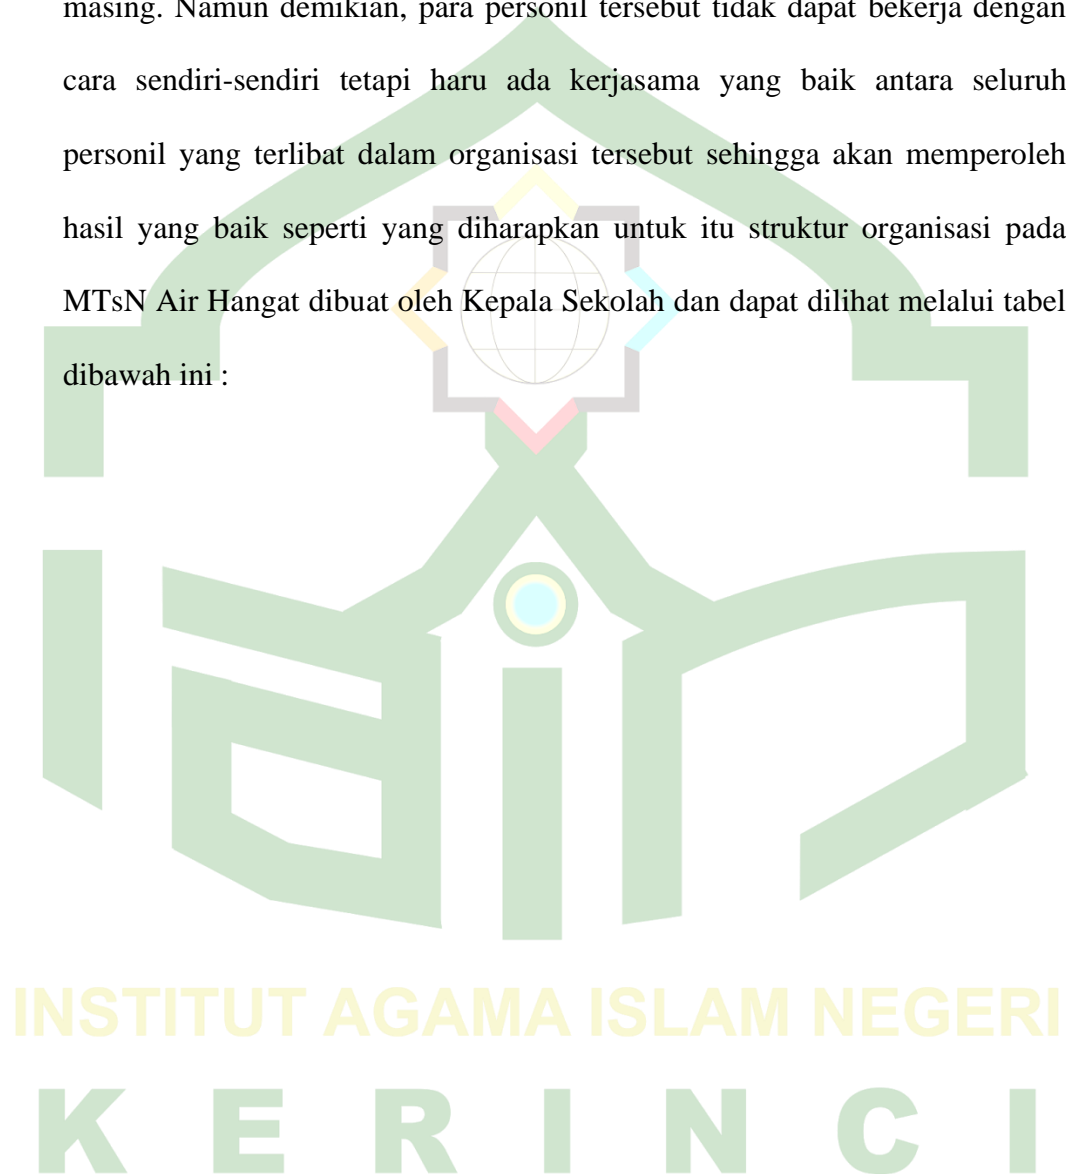 masing. Namun demikian, para personil tersebut tidak dapat bekerja dengan
cara sendiri-sendiri tetapi haru ada kerjasama yang baik antara seluruh
personil yang terlibat dalam organisasi tersebut sehingga akan memperoleh
hasil yang baik seperti yang diharapkan untuk itu struktur organisasi pada
MTsN Air Hangat dibuat oleh Kepala Sekolah dan dapat dilihat melalui tabel
dibawah ini :
iain
INSTITUT AGAMA ISLAM NEGERI
KERINCI